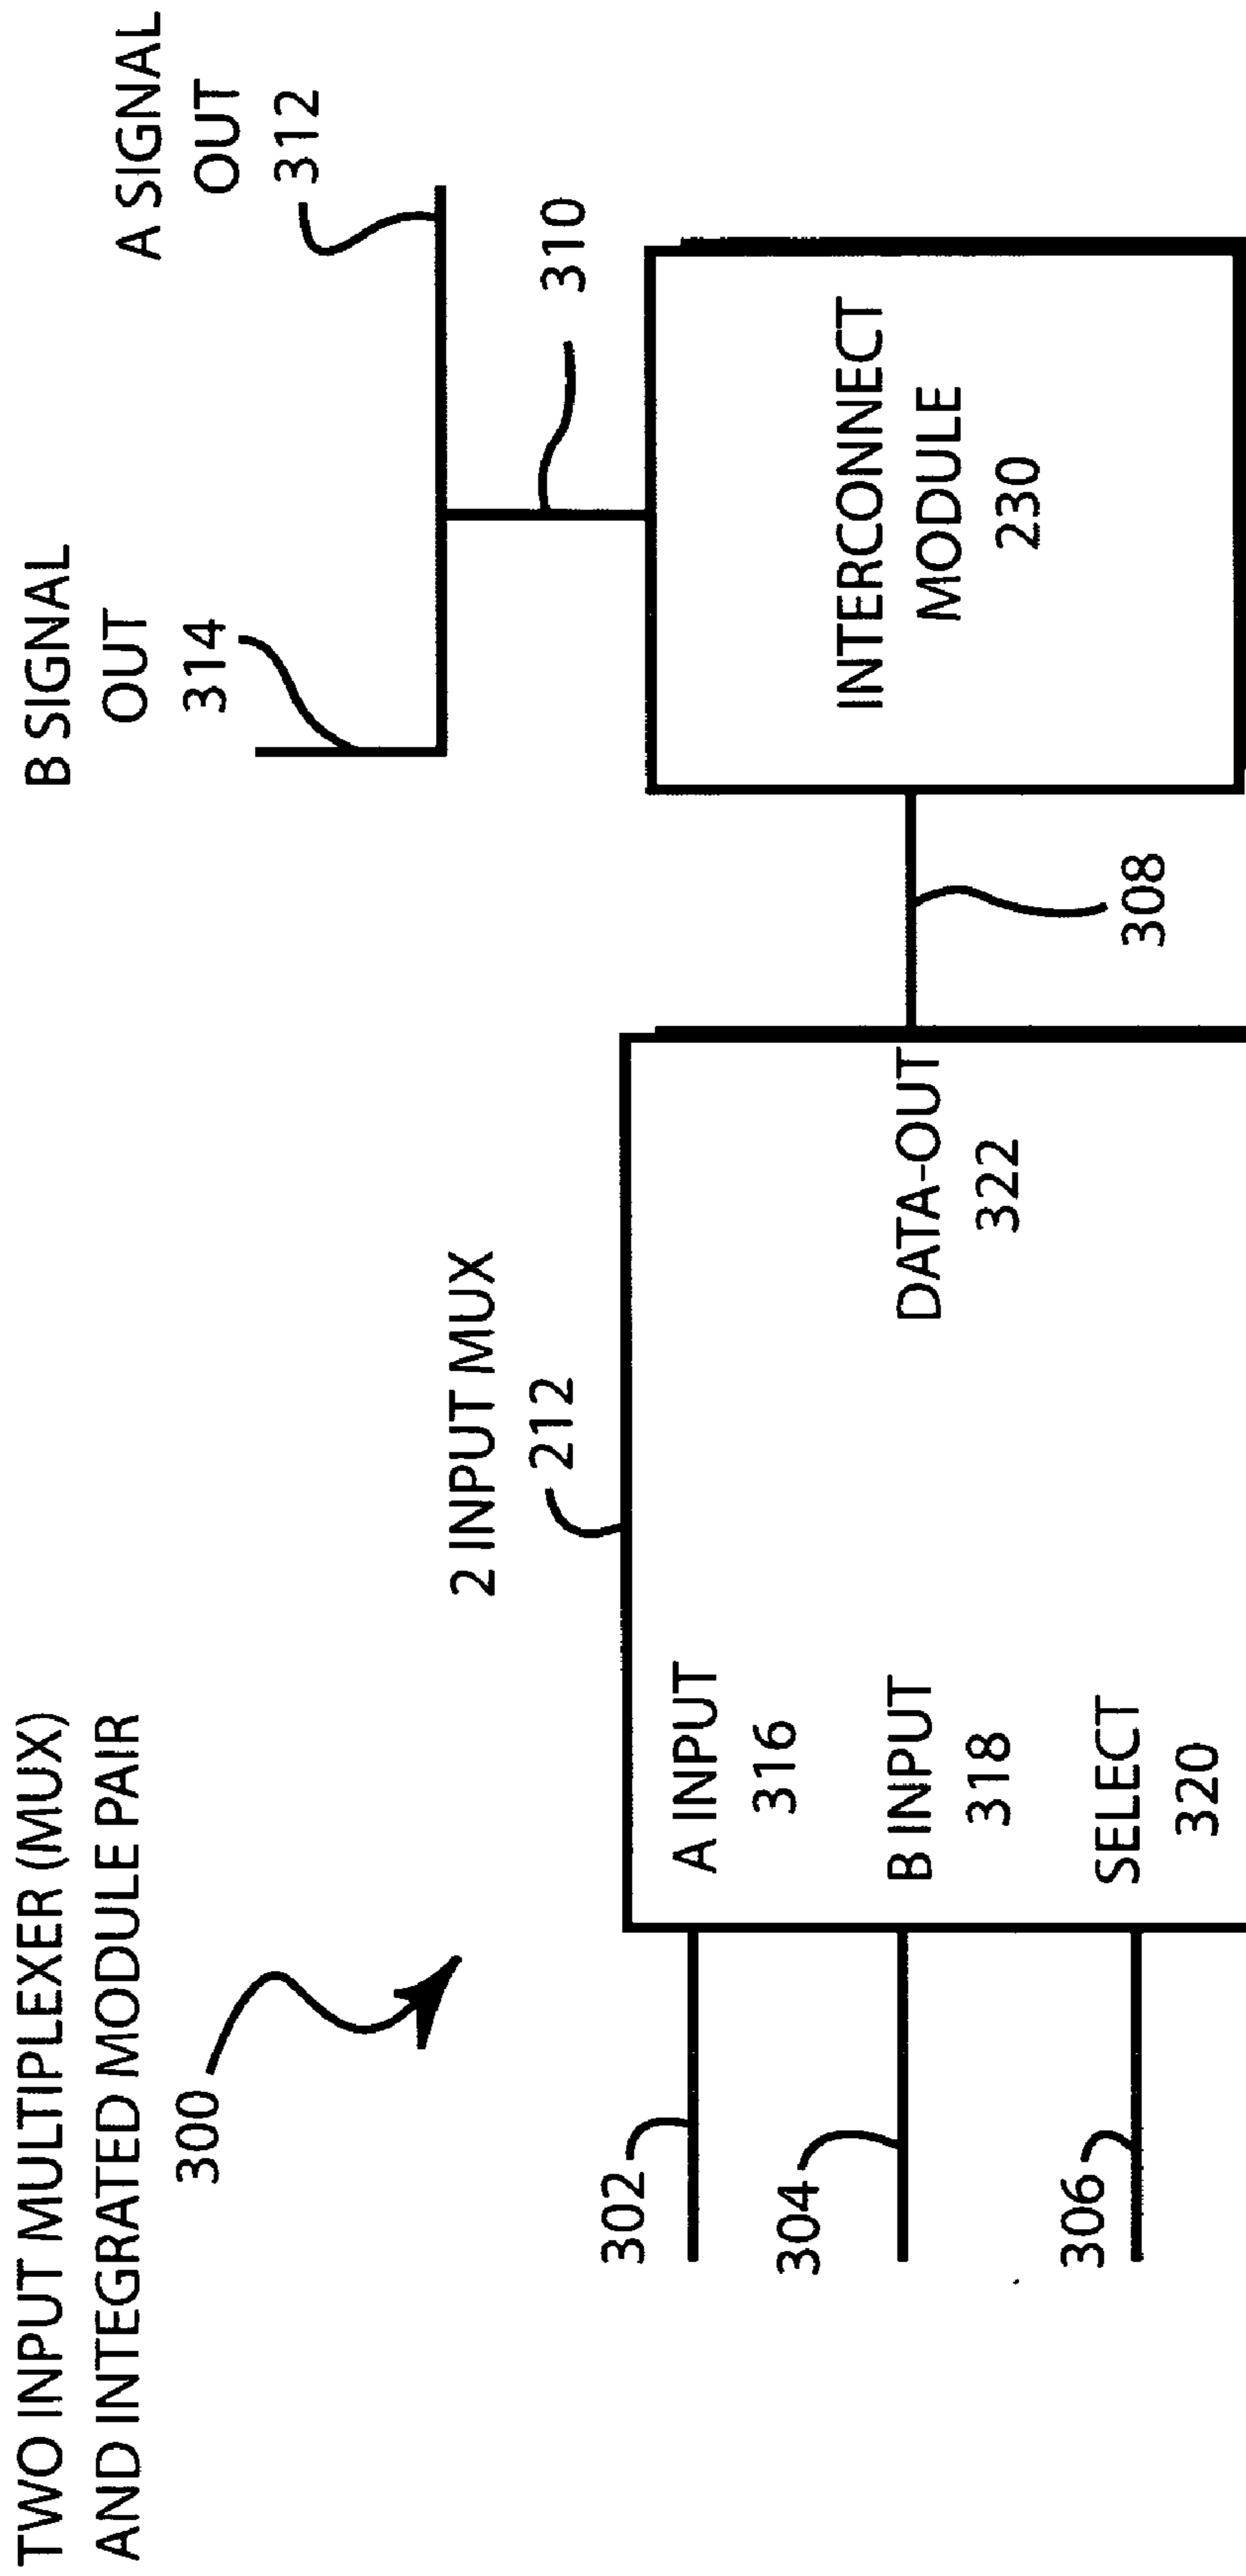 TWO INPUT MULTIPLEXER (MUX)
AND INTEGRATED MODULE PAIR
300
B SIGNAL
OUT
314
A SIGNAL
OUT
312
310
2 INPUT MUX
212
302
304
306
A INPUT
316
B INPUT
318
SELECT
320
DATA-OUT
322
308
INTERCONNECT
MODULE
230